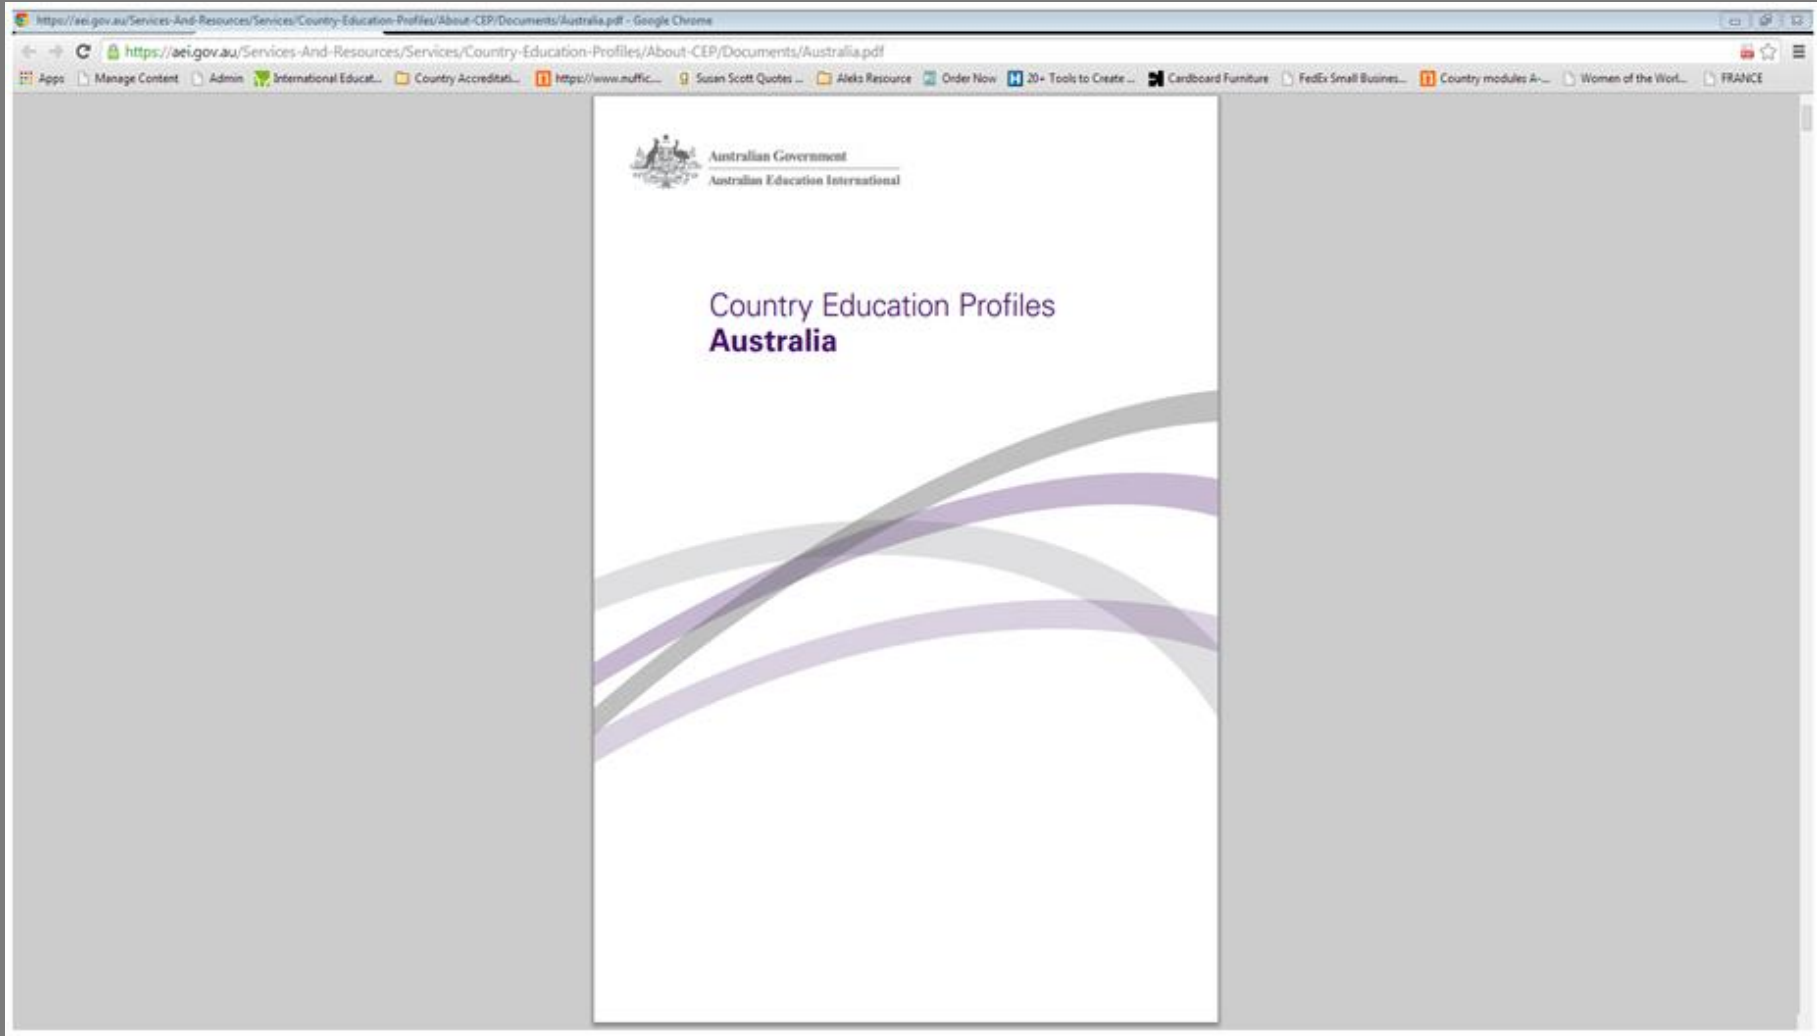 https://aei.gov.au/Services-And-Resources/Services/Country-Education-Profiles/About-CEP/Documents/Australia.pdf - Google Chrome
https://aei.gov.au/Services-And-Resources/Services/Country-Education-Profiles/About-CEP/Documents/Australia.pdf
Apps Manage Content Admin International Educat... Country Accreditati... https://www.nuffic... Susan Scott Quotes ... Aleks Resource Order Now 20+ Tools to Create ... Cardboard Furniture FedEx Small Busines... Country modules A-... Women of the Worl... FRANCE
Australian Government
Australian Education International
Country Education Profiles
Australia